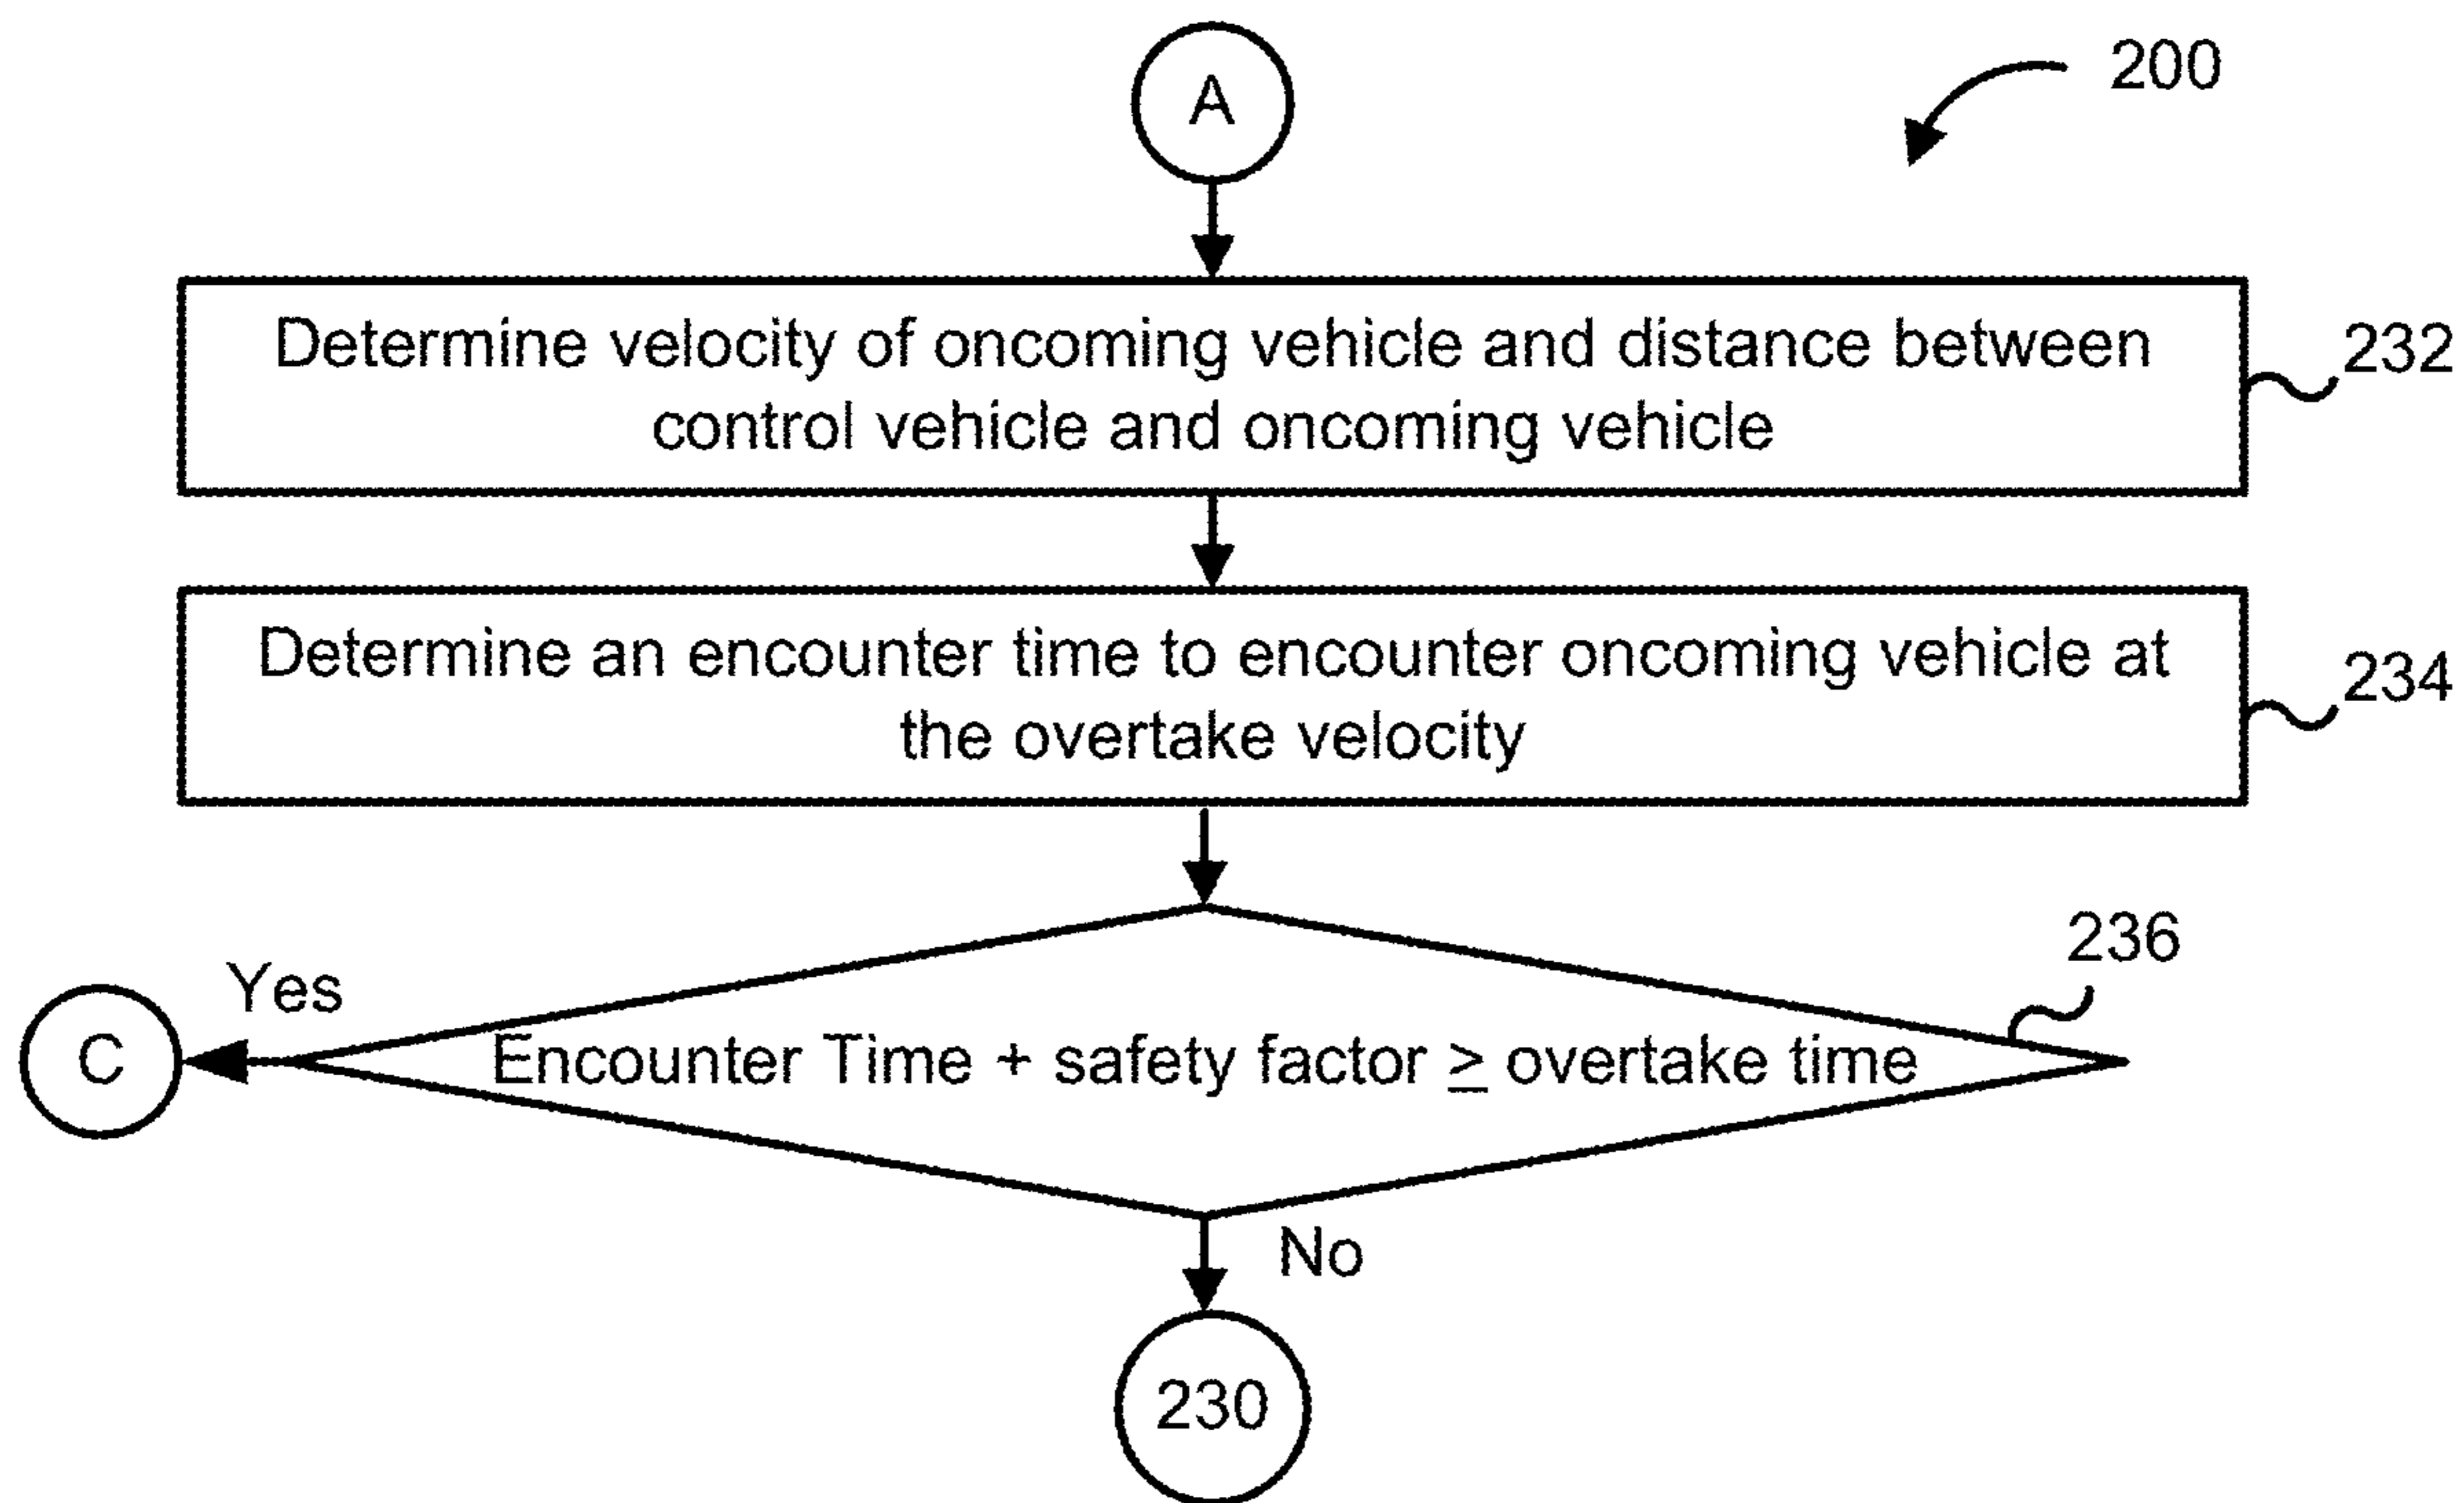 A
200
Determine velocity of oncoming vehicle and distance between
control vehicle and oncoming vehicle
232
Determine an encounter time to encounter oncoming vehicle at
the overtake velocity
234
236
Yes
C
Encounter Time + safety factor ≥ overtake time
No
230